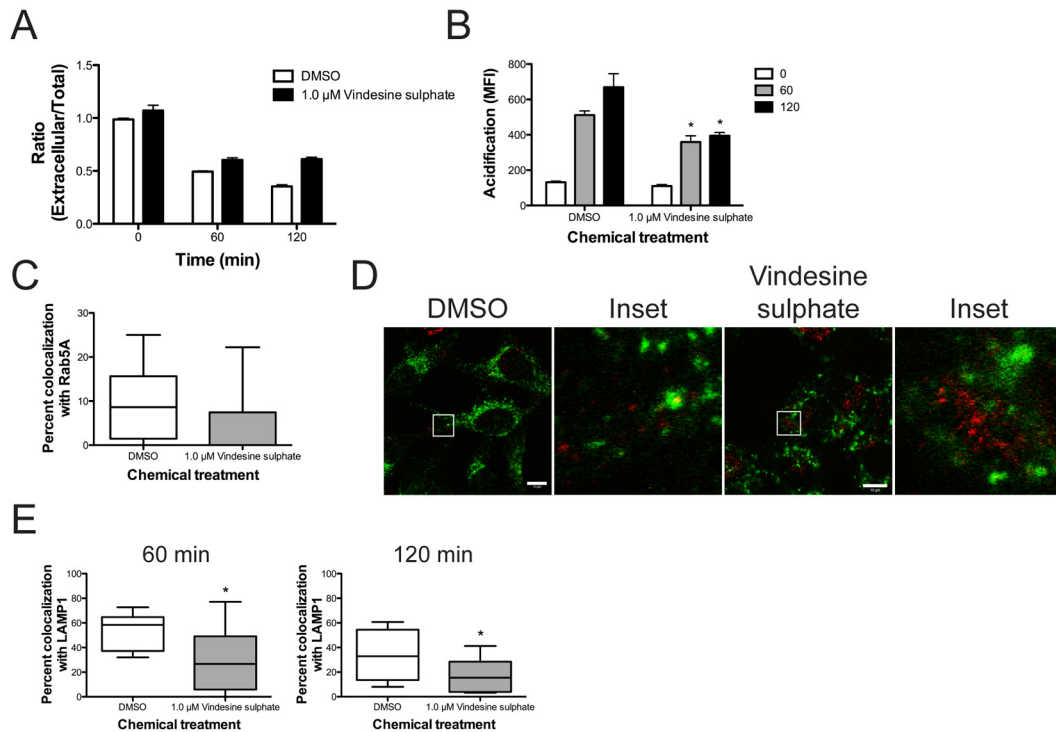 A
Ratio
(Extracellular/Total)
1.5
1.0
0.5
0.0
0
60
120
Time (min)
DMSO
1.0 µM Vindesine sulphate
B
Acidification (MFI)
800
600
400
200
0
*
*
DMSO
1.0 µM Vindesine sulphate
Chemical treatment
0
60
120
C
Percent colocalization
with Rab5A
30
20
10
0
DMSO
1.0 µM Vindesine sulphate
Chemical treatment
D
DMSO
Inset
Vindesine
sulphate
Inset
E
60 min
Percent colocalization
with LAMP1
100
80
60
40
20
0
*
DMSO
1.0 µM Vindesine sulphate
Chemical treatment
120 min
Percent colocalization
with LAMP1
100
80
60
40
20
0
*
DMSO
1.0 µM Vindesine sulphate
Chemical treatment